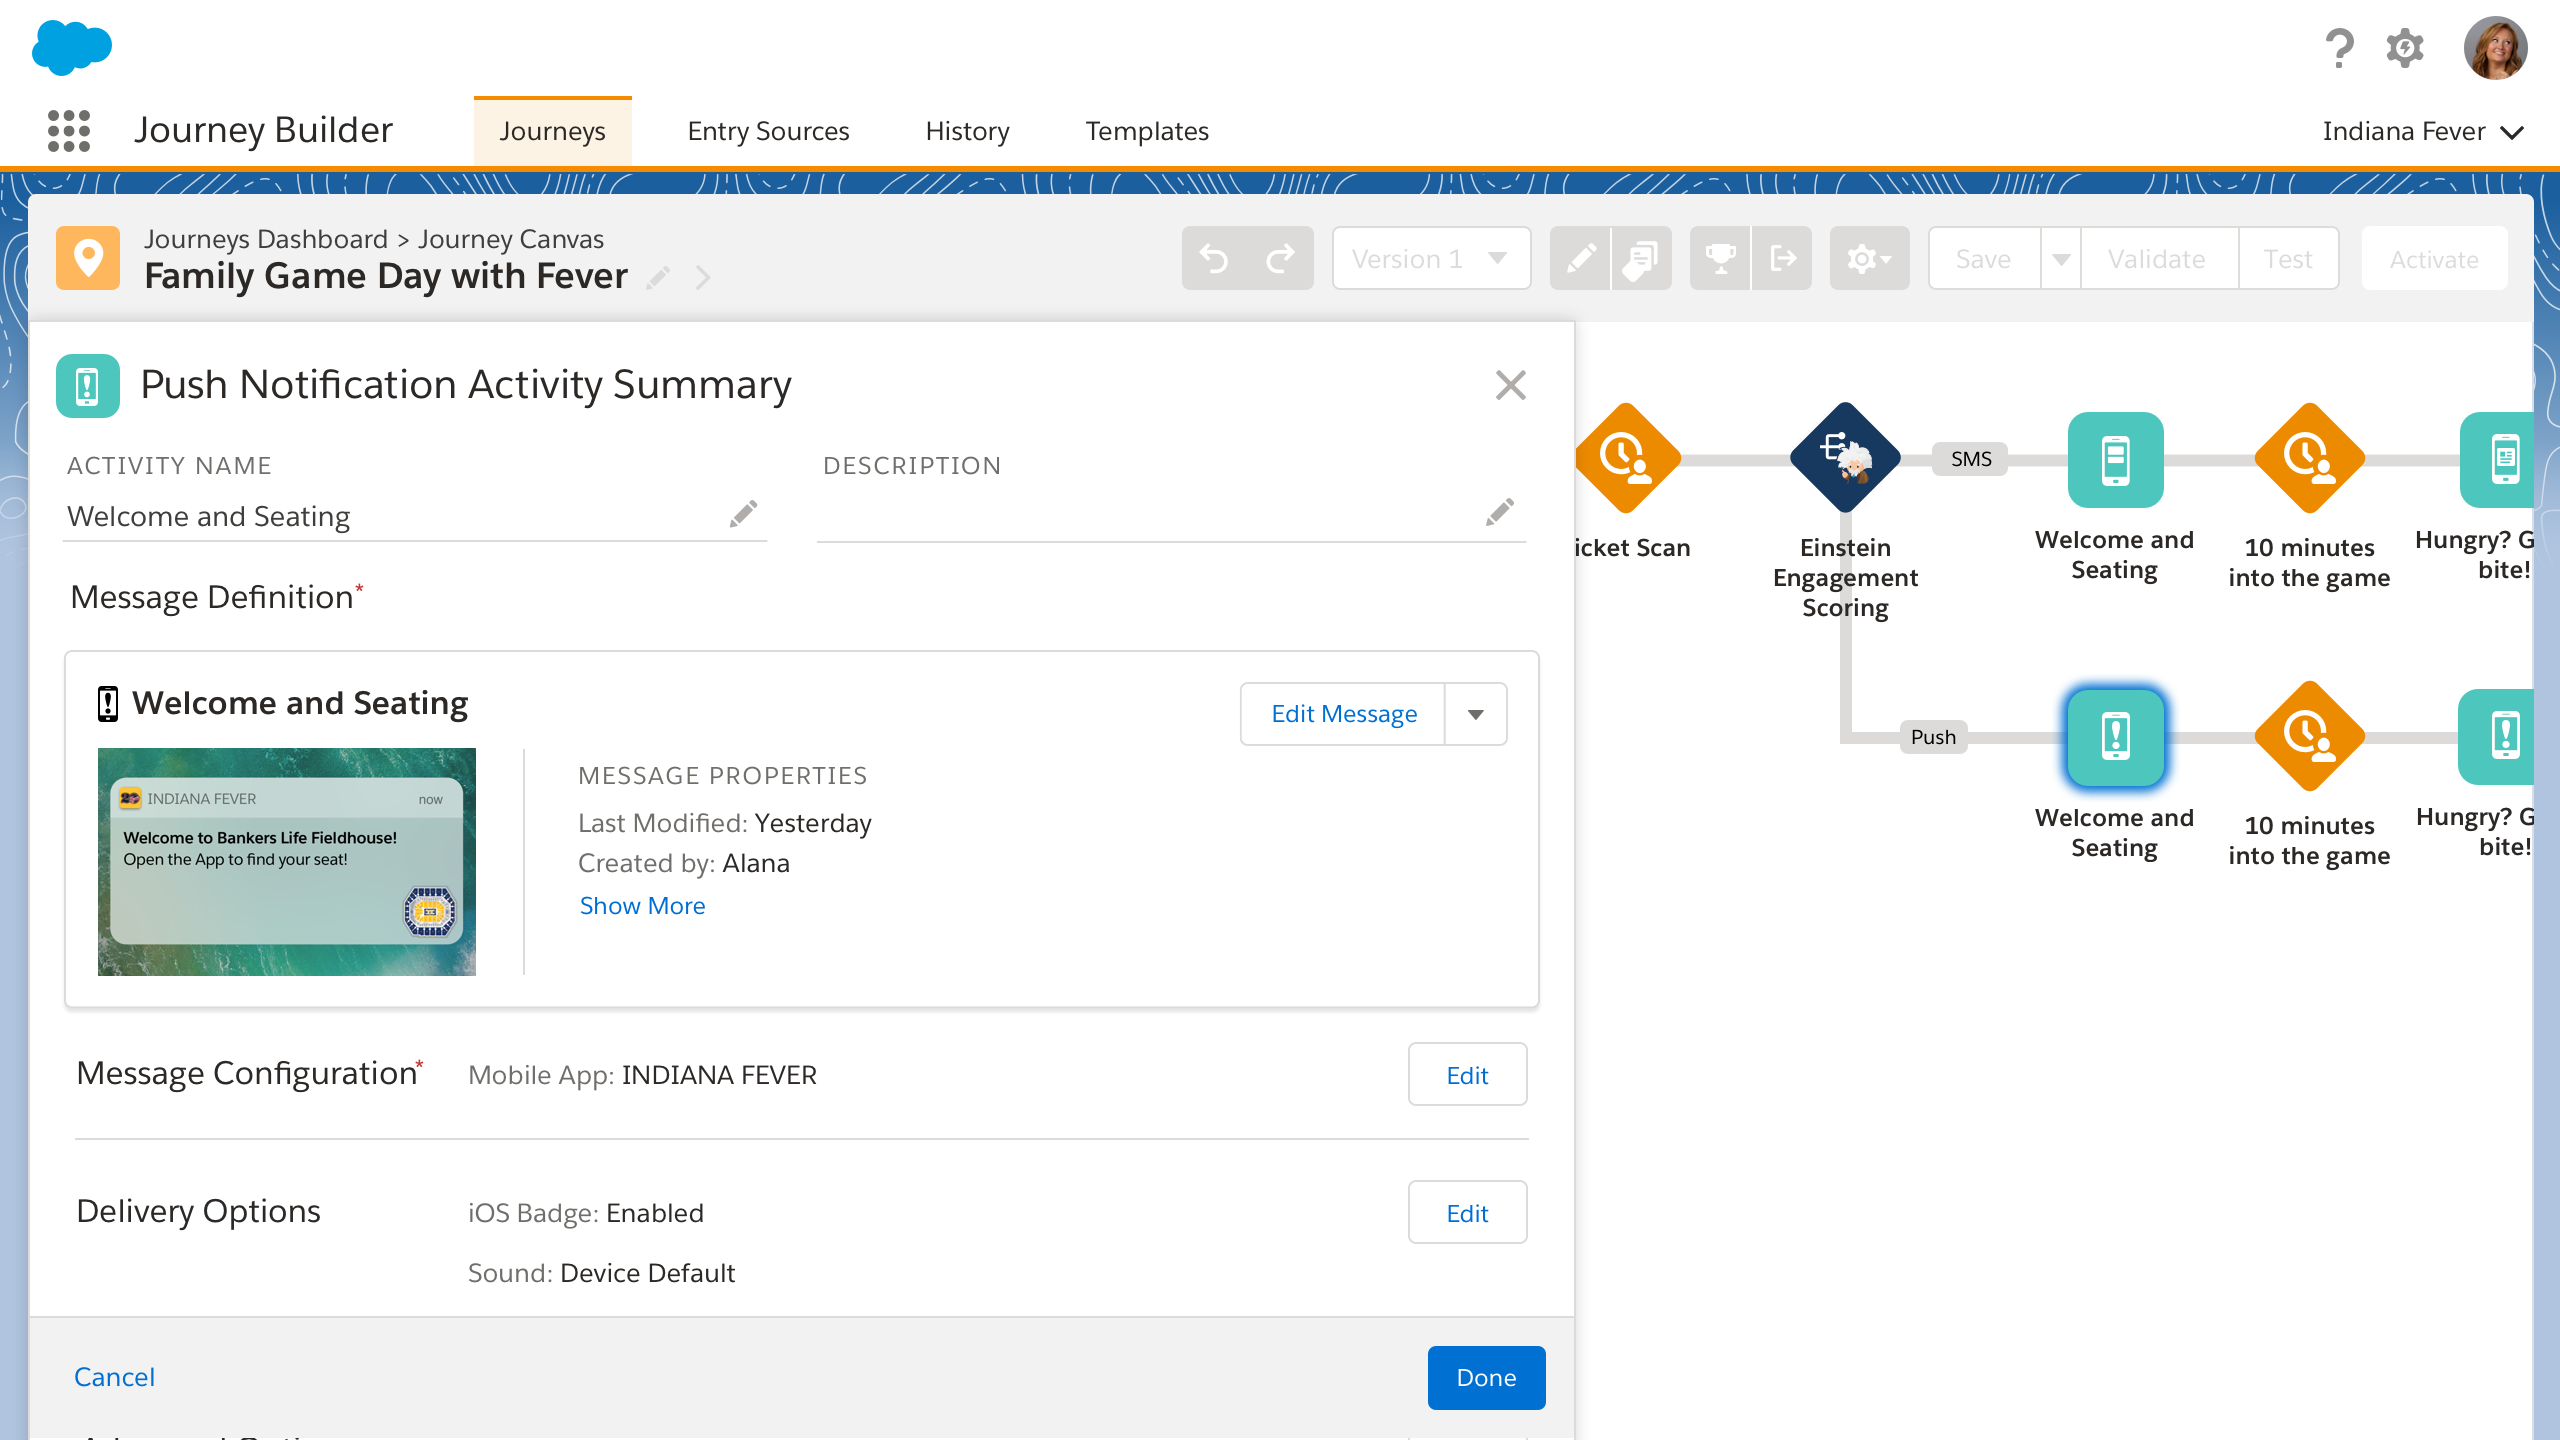 Journey Builder
Journeys
Entry Sources
History
Templates
Indiana Fever
Journeys Dashboard > Journey Canvas
Family Game Day with Fever
Version 1
Save
Validate
Test
Activate
Push Notification Activity Summary
ACTIVITY NAME
Welcome and Seating
DESCRIPTION
Message Definition*
Welcome and Seating
Edit Message
INDIANA FEVER
now
Welcome to Bankers Life Fieldhouse!
Open the App to find your seat!
MESSAGE PROPERTIES
Last Modified: Yesterday
Created by: Alana
Show More
Message Configuration*
Mobile App: INDIANA FEVER
Edit
Delivery Options
iOS Badge: Enabled
Sound: Device Default
Edit
Cancel
Done
icket Scan
Einstein
Engagement
Scoring
SMS
Welcome and
Seating
10 minutes
into the game
Hungry? G
bite!
Push
Welcome and
Seating
10 minutes
into the game
Hungry? G
bite!